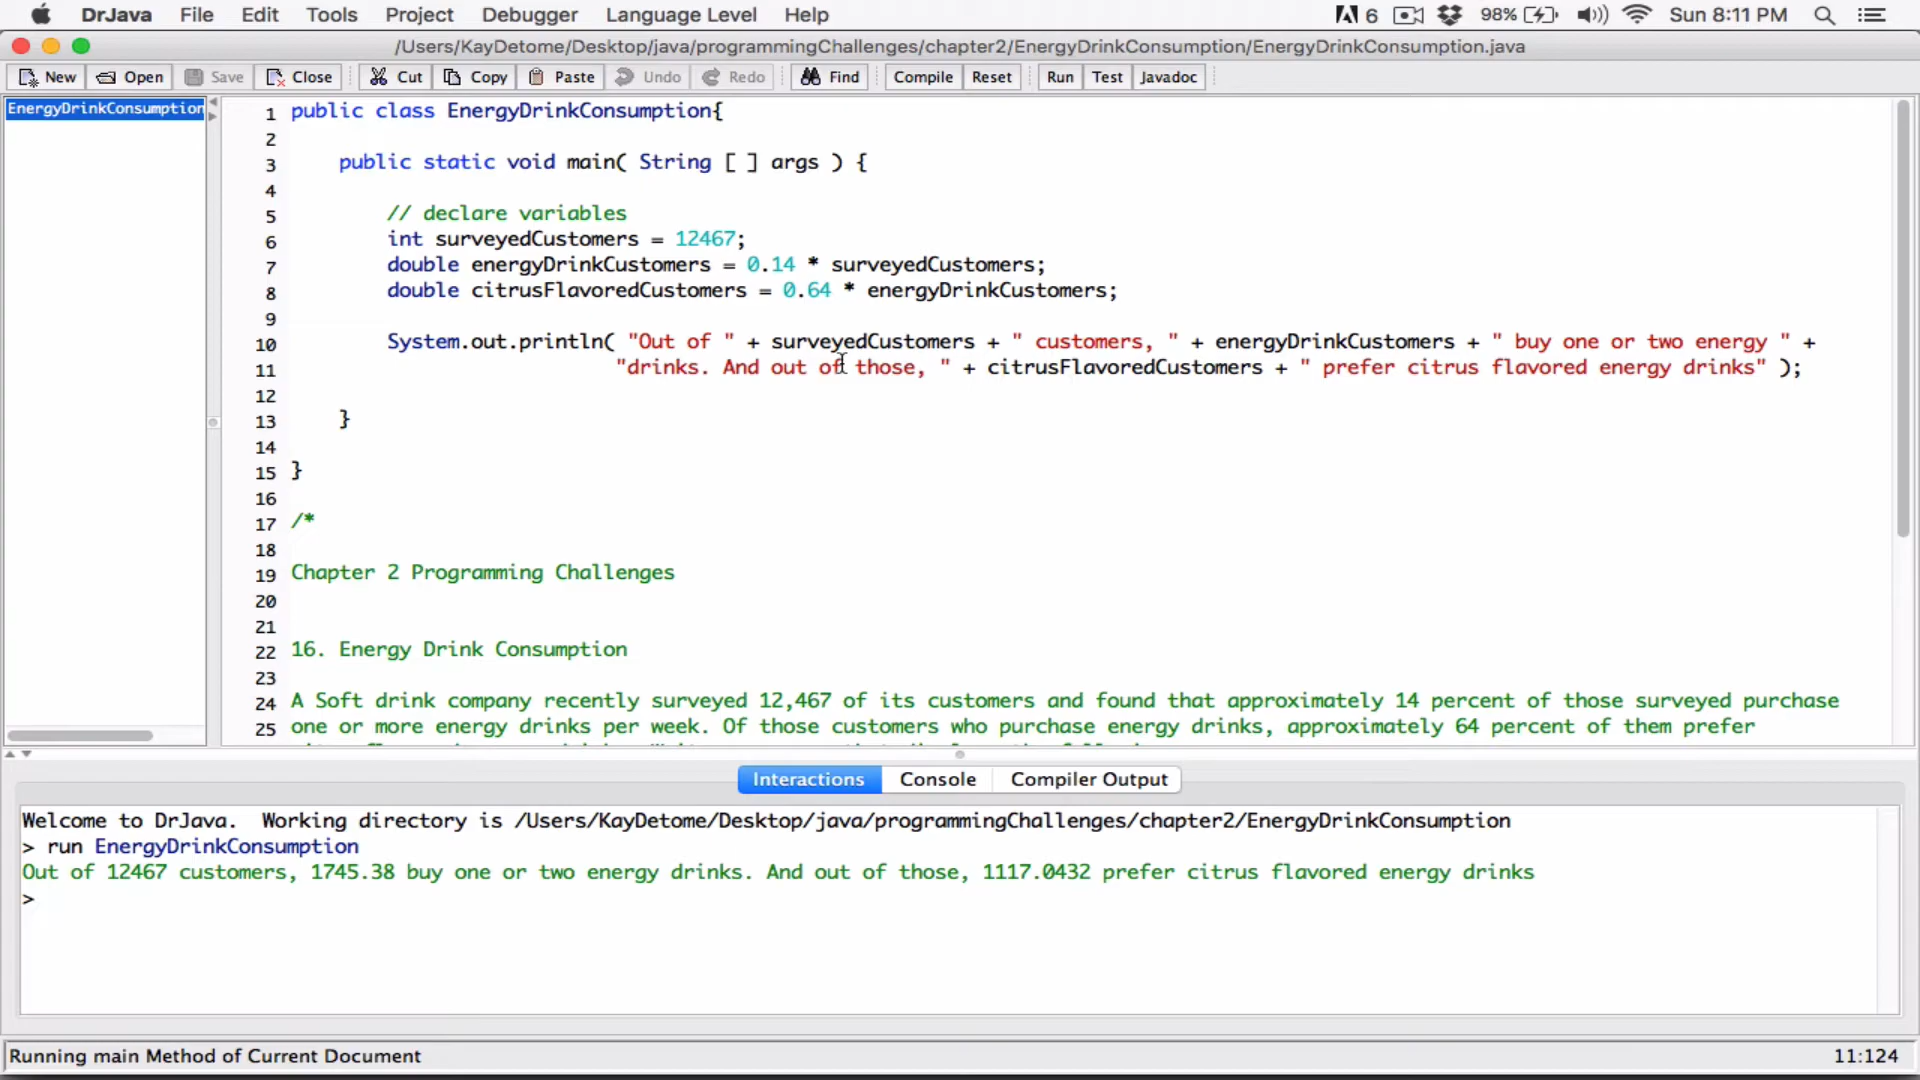 DrJava File Edit Tools Project Debugger Language Level Help 6 98% Sun 8:11 PM
/Users/KayDetome/Desktop/java/programmingChallenges/chapter2/EnergyDrinkConsumption/EnergyDrinkConsumption.java
New Open Save Close Cut Copy Paste Undo Redo Find Compile Reset Run Test Javadoc
EnergyDrinkConsumption
1 public class EnergyDrinkConsumption{
2
3 public static void main( String [ ] args ) {
4
5 // declare variables
6 int surveyedCustomers = 12467;
7 double energyDrinkCustomers = 0.14 * surveyedCustomers;
8 double citrusFlavoredCustomers = 0.64 * energyDrinkCustomers;
9
10 System.out.println( "Out of " + surveyedCustomers + " customers, " + energyDrinkCustomers + " buy one or two energy " +
11 "drinks. And out of those, " + citrusFlavoredCustomers + " prefer citrus flavored energy drinks" );
12
13 }
14
15 }
16
17 /*
18
19 Chapter 2 Programming Challenges
20
21
22 16. Energy Drink Consumption
23
24 A Soft drink company recently surveyed 12,467 of its customers and found that approximately 14 percent of those surveyed purchase
25 one or more energy drinks per week. Of those customers who purchase energy drinks, approximately 64 percent of them prefer
Interactions Console Compiler Output
Welcome to DrJava. Working directory is /Users/KayDetome/Desktop/java/programmingChallenges/chapter2/EnergyDrinkConsumption
> run EnergyDrinkConsumption
Out of 12467 customers, 1745.38 buy one or two energy drinks. And out of those, 1117.0432 prefer citrus flavored energy drinks
>
Running main Method of Current Document 11:124